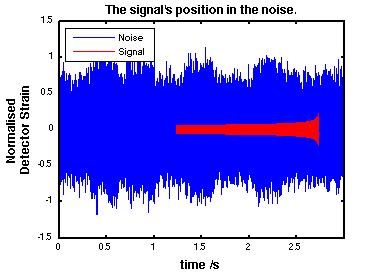 The signal's position in the noise.
1.5
Noise
Signal
1
0.5
0
-0.5
-1
-1.5
Normalised
Detector Strain
0 0.5 1 1.5 2 2.5
time /s